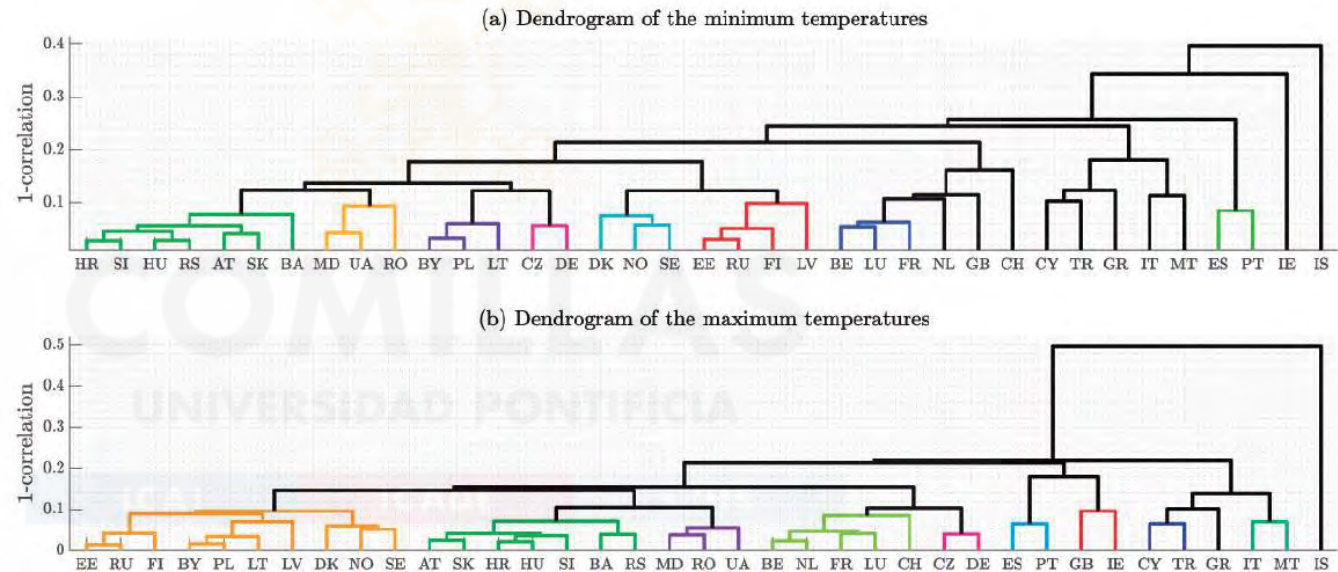 (a) Dendrogram of the minimum temperatures
0.4
0.3
0.2
0.1
1-correlation
HR SI HU RS AT SK BA MD UA RO BY PL LT CZ DE DK NO SE EE RU FI LV BE LU FR NL GB CH CY TR GR IT MT ES PT IE IS
COMILLAS
(b) Dendrogram of the maximum temperatures
0.5
0.4
UNIVERSIDAD PONTIFICIA
0.3
0.2
0.1
0
1-correlation
ICAI ICADE
EE RU FI BY PL LT LV DK NO SE AT SK HR HU SI BA RS MD RO UA BE NL FR LU CH CZ DE ES PT GB IE CY TR GR IT MT IS